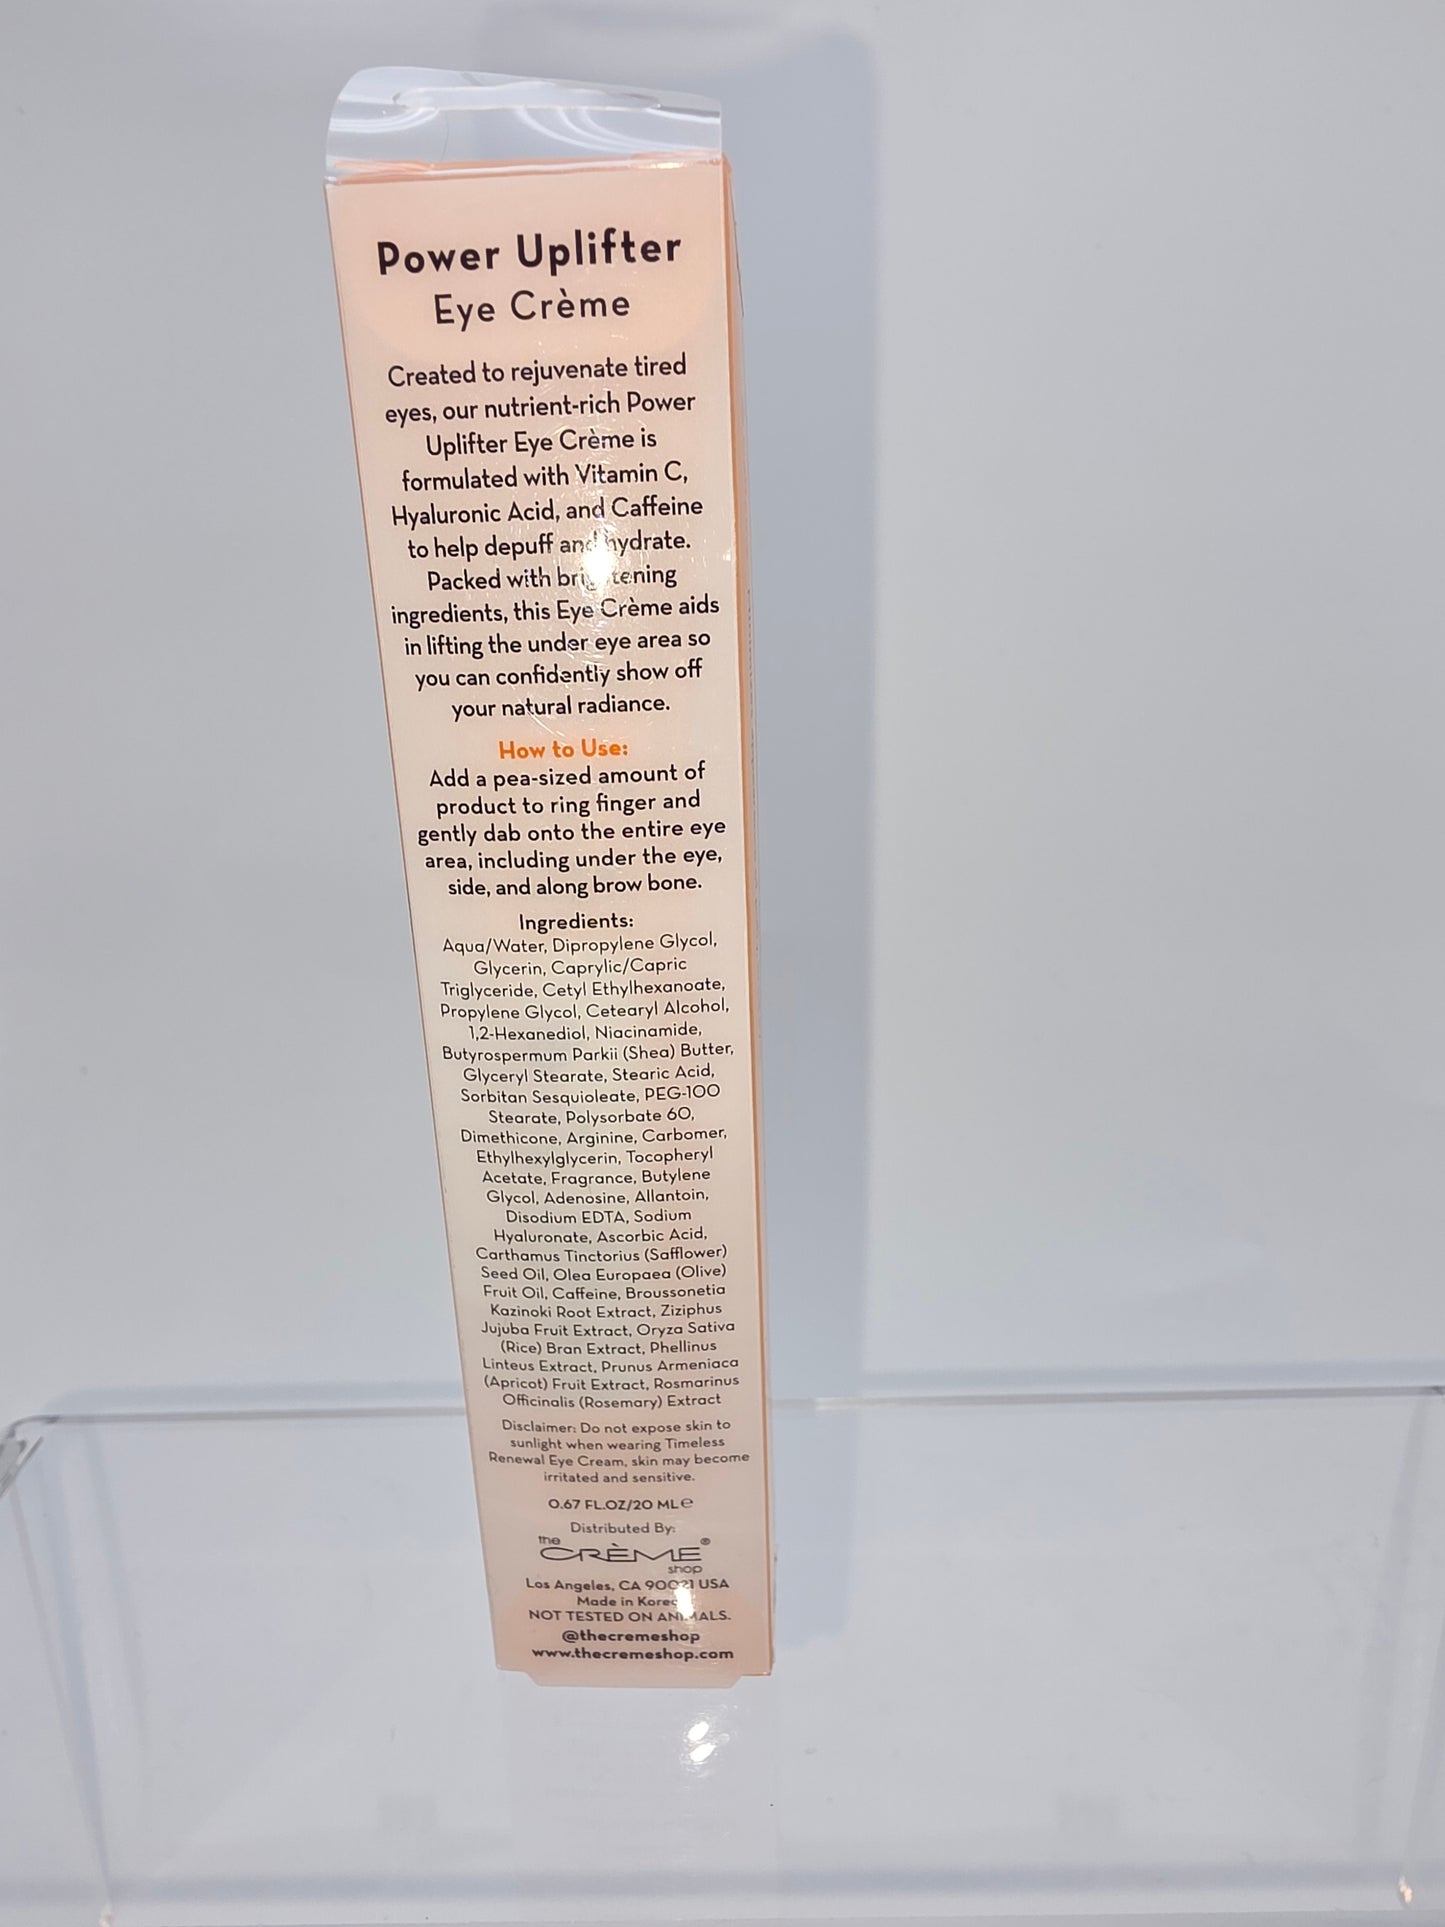 Power Uplifter
Eye Crème
Created to rejuvenate tired
eyes, our nutrient-rich Power
Uplifter Eye Crème is
formulated with Vitamin C,
Hyaluronic Acid, and Caffeine
to help depuff and hydrate.
Packed with brightening
ingredients, this Eye Crème aids
in lifting the under eye area so
you can confidently show off
your natural radiance.
How to Use:
Add a pea-sized amount of
product to ring finger and
gently dab onto the entire eye
area, including under the eye,
side, and along brow bone.
Ingredients:
Aqua/Water, Dipropylene Glycol,
Glycerin, Caprylic/Capric
Triglyceride, Cetyl Ethylhexanoate,
Propylene Glycol, Cetearyl Alcohol,
1,2-Hexanediol, Niacinamide,
Butyrospermum Parkii (Shea) Butter,
Glyceryl Stearate, Stearic Acid,
Sorbitan Sesquioleate, PEG-100
Stearate, Polysorbate 60,
Dimethicone, Arginine, Carbomer,
Ethylhexylglycerin, Tocopheryl
Acetate, Fragrance, Butylene
Glycol, Adenosine, Allantoin,
Disodium EDTA, Sodium
Hyaluronate, Ascorbic Acid,
Carthamus Tinctorius (Safflower)
Seed Oil, Olea Europaea (Olive)
Fruit Oil, Caffeine, Broussonetia
Kazinoki Root Extract, Ziziphus
Jujuba Fruit Extract, Oryza Sativa
(Rice) Bran Extract, Phellinus
Linteus Extract, Prunus Armeniaca
(Apricot) Fruit Extract, Rosmarinus
Officinalis (Rosemary) Extract
Disclaimer: Do not expose skin to
sunlight when wearing Timeless
Renewal Eye Cream, skin may become
irritated and sensitive.
0.67 FL.OZ/20 ML℮
Distributed By:
the
CRÈME®
shop
Los Angeles, CA 90021 USA
Made in Korea
NOT TESTED ON ANIMALS.
@thecremeshop
www.thecremeshop.com